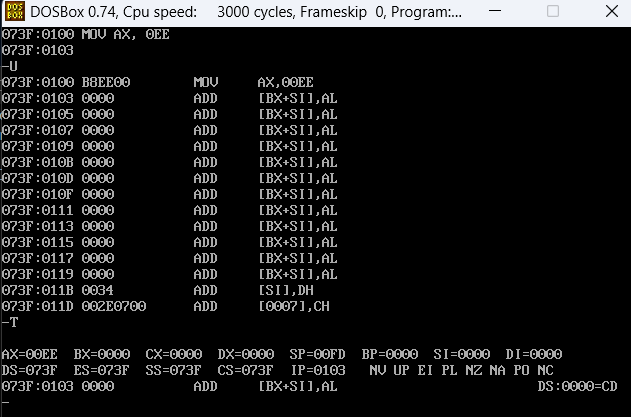 DOSBox 0.74, Cpu speed: 3000 cycles, Frameskip 0, Program:...
073F:0100 MOV AX, 0EE
073F:0103
-U
073F:0100 B8EE00 MOV AX,00EE
073F:0103 0000 ADD [BX+SI],AL
073F:0105 0000 ADD [BX+SI],AL
073F:0107 0000 ADD [BX+SI],AL
073F:0109 0000 ADD [BX+SI],AL
073F:010B 0000 ADD [BX+SI],AL
073F:010D 0000 ADD [BX+SI],AL
073F:010F 0000 ADD [BX+SI],AL
073F:0111 0000 ADD [BX+SI],AL
073F:0113 0000 ADD [BX+SI],AL
073F:0115 0000 ADD [BX+SI],AL
073F:0117 0000 ADD [BX+SI],AL
073F:0119 0000 ADD [BX+SI],AL
073F:011B 0034 ADD [SI],DH
073F:011D 002E0700 ADD [0007],CH
-T
AX=00EE BX=0000 CX=0000 DX=0000 SP=00FD BP=0000 SI=0000 DI=0000
DS=073F ES=073F SS=073F CS=073F IP=0103 NV UP EI PL NZ NA PO NC
073F:0103 0000 ADD [BX+SI],AL DS:0000=CD
-